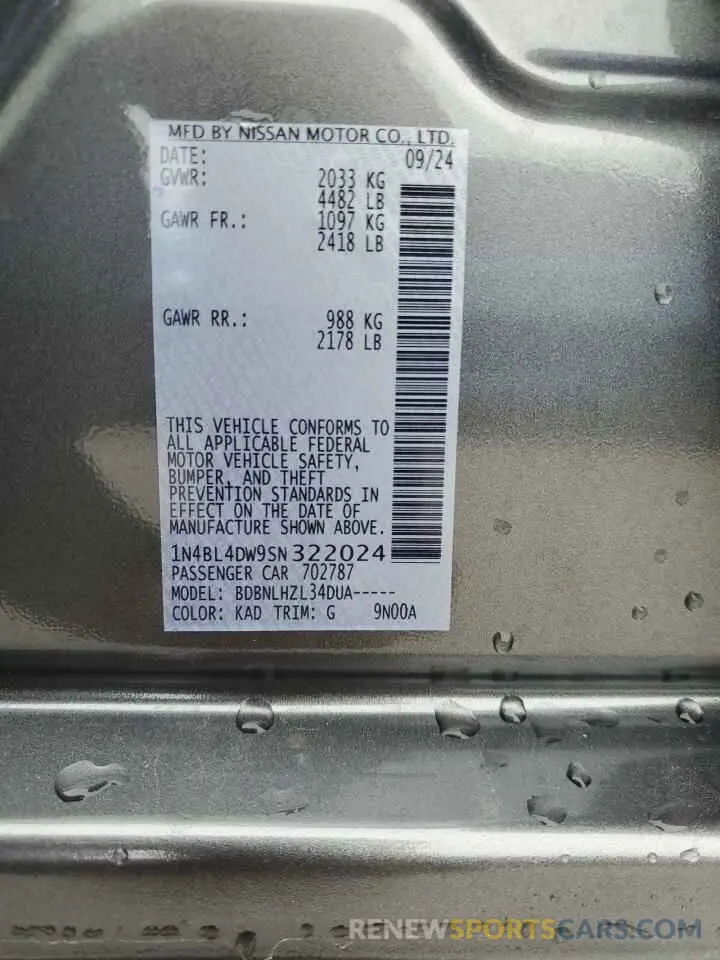 MFD BY NISSAN MOTOR CO., LTD.
DATE: 09/24
GVWR: 2033 KG
4482 LB
GAWR FR.: 1097 KG
2418 LB
GAWR RR.: 988 KG
2178 LB
THIS VEHICLE CONFORMS TO
ALL APPLICABLE FEDERAL
MOTOR VEHICLE SAFETY,
BUMPER, AND THEFT
PREVENTION STANDARDS IN
EFFECT ON THE DATE OF
MANUFACTURE SHOWN ABOVE.
1N4BL4DW9SN322024
PASSENGER CAR 702787
MODEL: BDBNLHZL34DUA-----
COLOR: KAD TRIM: G 9N00A
RENEWSPORTSCARS.COM